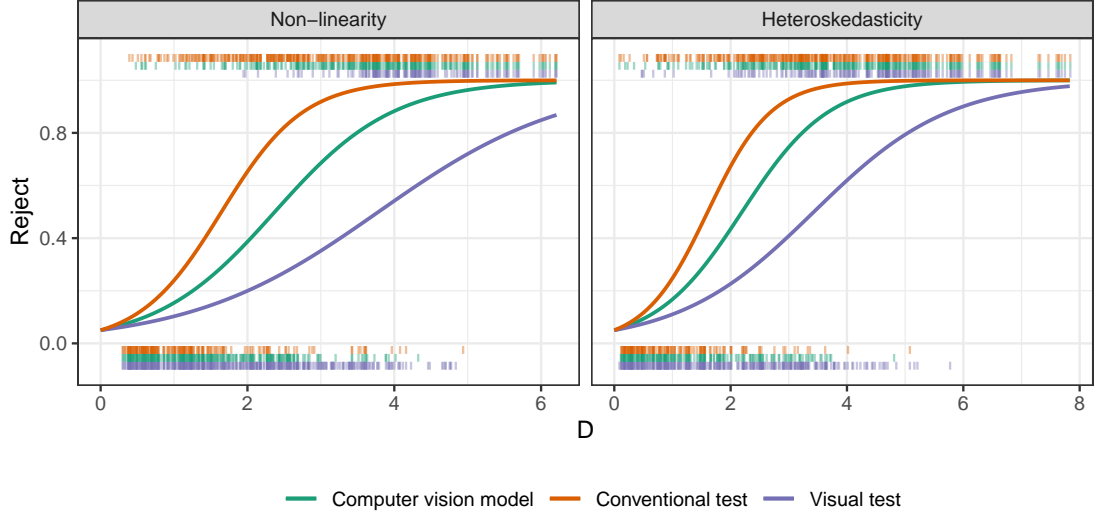 Non−linearity
Heteroskedasticity
Reject
0.8
0.4
0.0
0 2 4 6
0 2 4 6 8
D
Computer vision model Conventional test Visual test